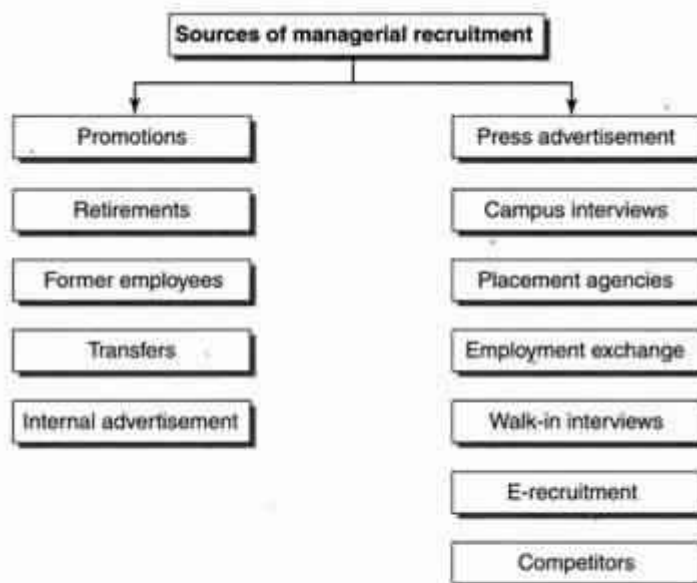 Sources of managerial recruitment
Promotions
Retirements
Former employees
Transfers
Internal advertisement
Press advertisement
Campus interviews
Placement agencies
Employment exchange
Walk-in interviews
E-recruitment
Competitors